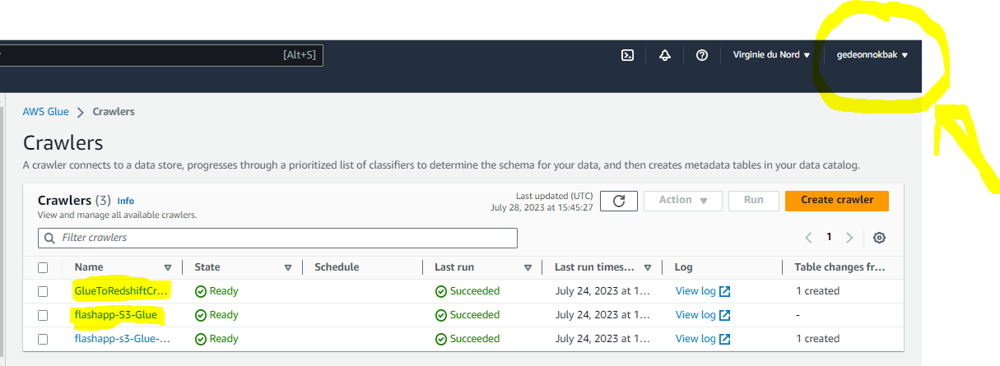 [Alt+S] Virginie du Nord gedeonnokbak
AWS Glue Crawlers
Crawlers
A crawler connects to a data store, progresses through a prioritized list of classifiers to determine the schema for your data, and then creates metadata tables in your data catalog.
Crawlers (3) Info
View and manage all available crawlers.
Last updated (UTC)
July 28, 2023 at 15:45:27
Action Run Create crawler
Filter crawlers
1
Name State Schedule Last run Last run times... Log Table changes fr...
GlueToRedshiftCr... Ready Succeeded July 24, 2023 at 1... View log 1 created
flashapp-S3-Glue Ready Succeeded July 24, 2023 at 1... View log -
flashapp-s3-Glue-... Ready Succeeded July 24, 2023 at 1... View log 1 created